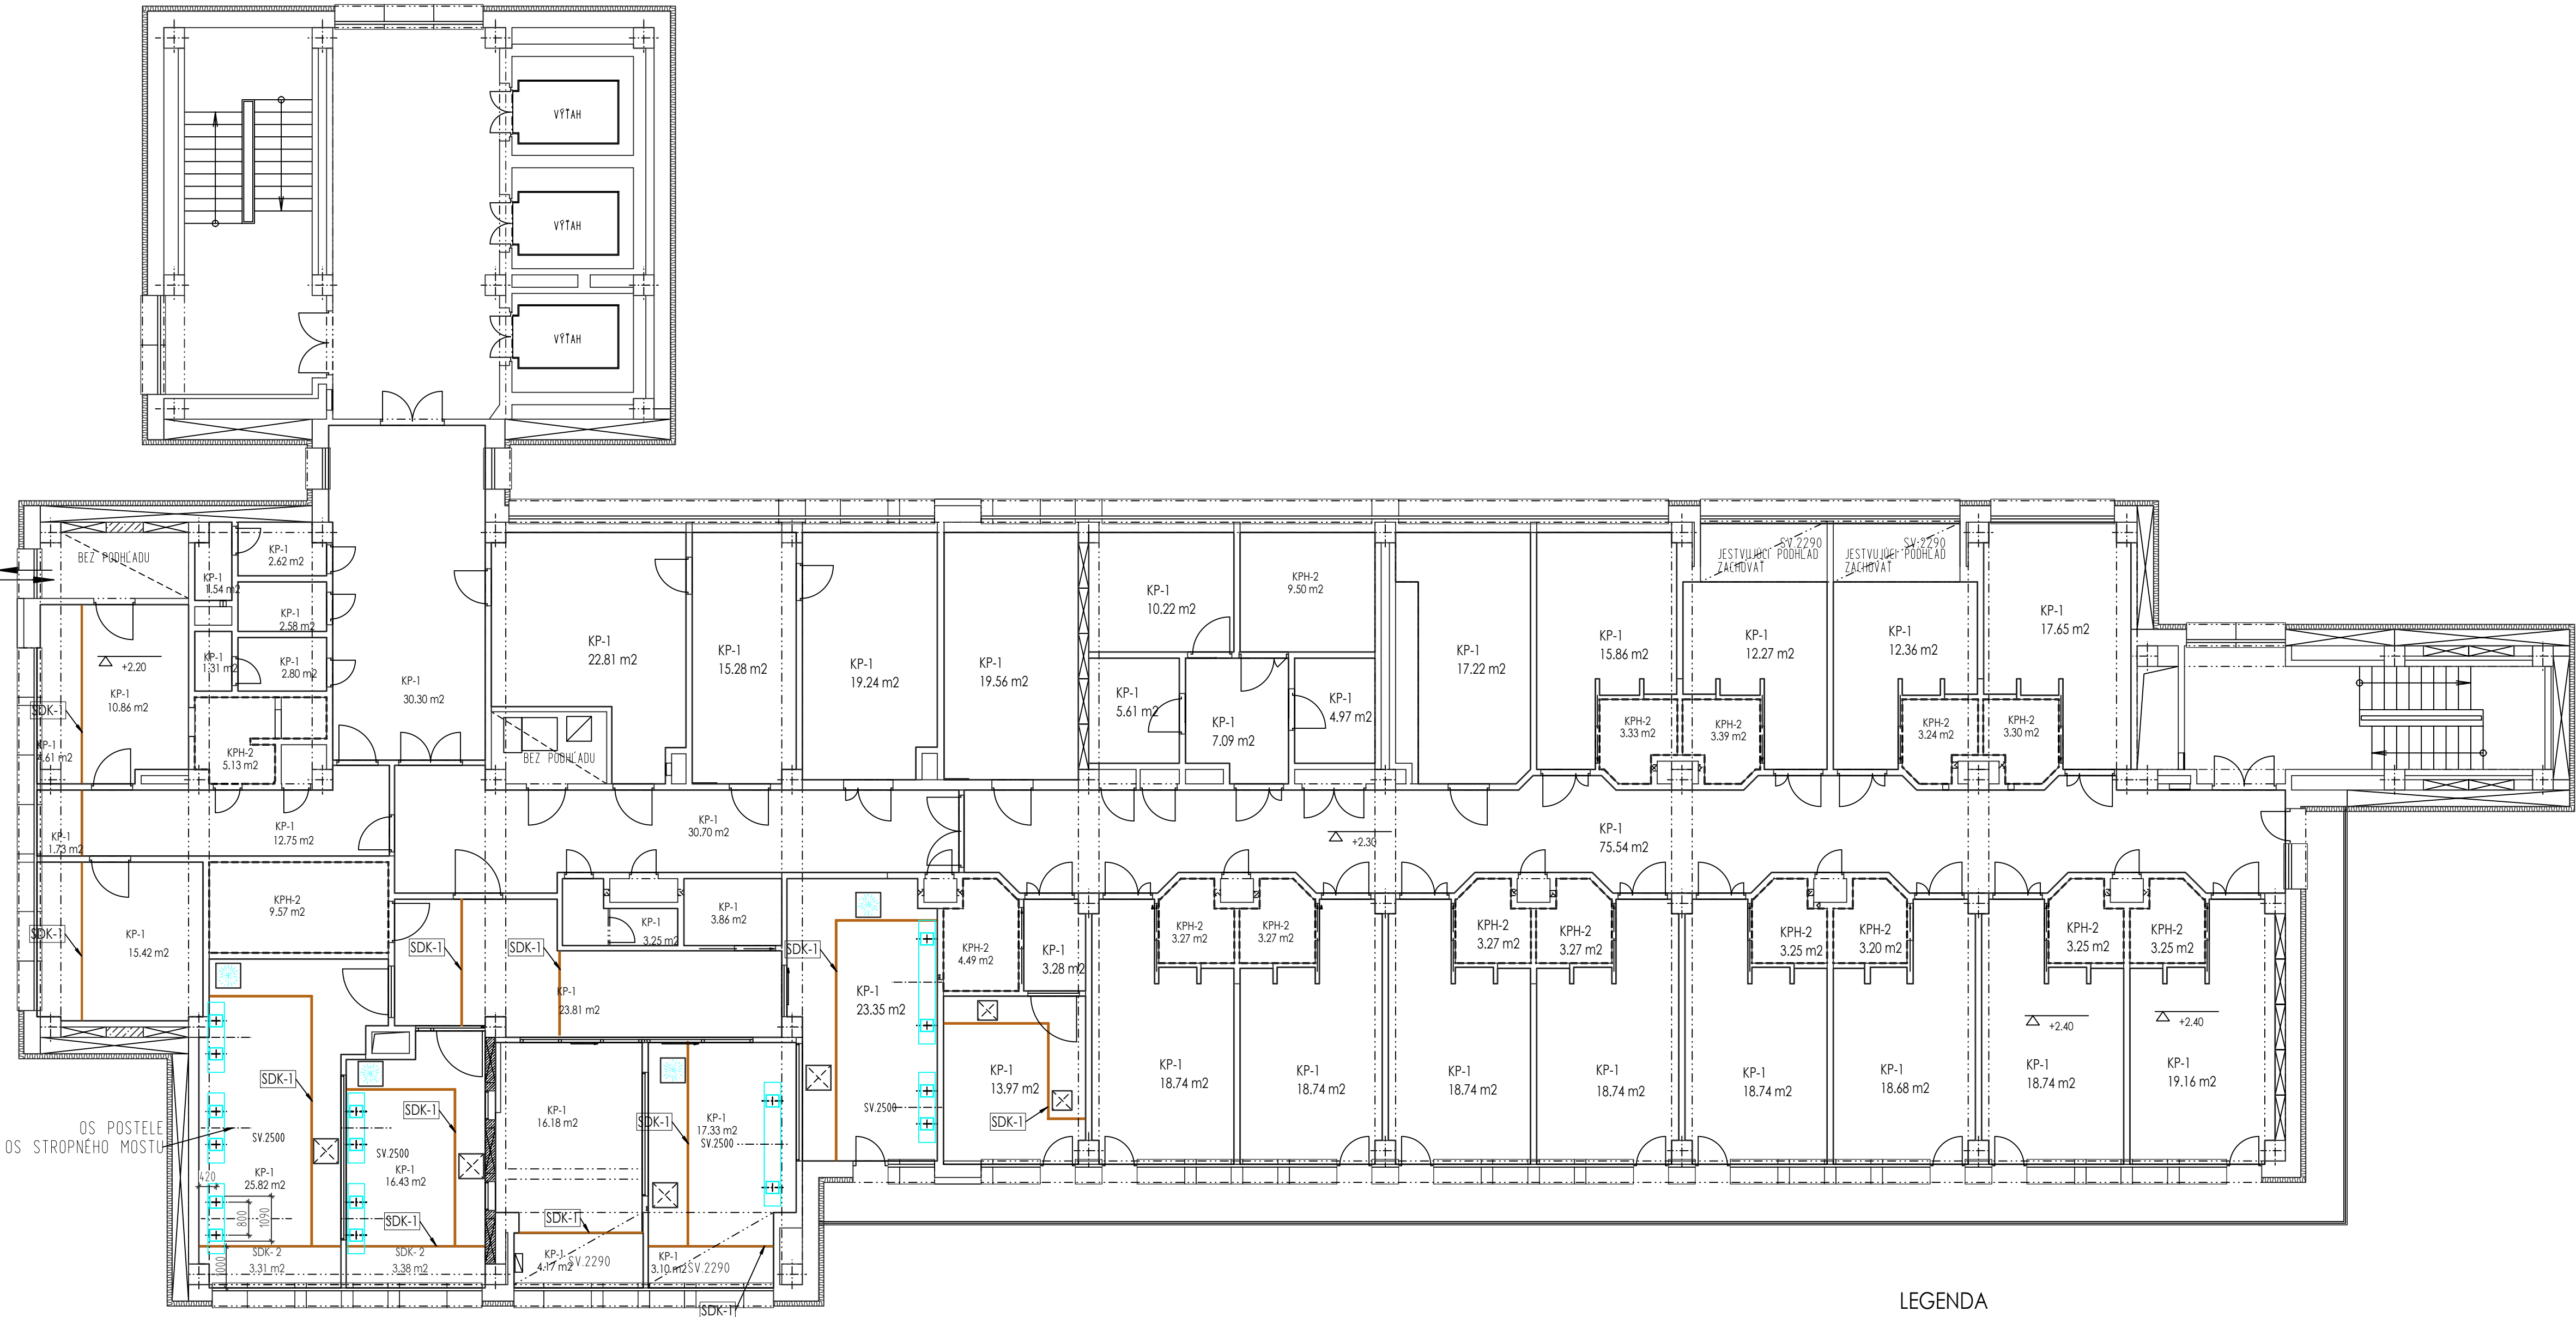 VÝŤAH
VÝŤAH
VÝŤAH
BEZ PODHĽADU
KP-1
2.62 m2
KP-1
1.54 m2
KP-1
2.58 m2
KP-1
1.31 m2
KP-1
2.80 m2
+2.20
KP-1
10.86 m2
SDK-1
KP-1
KPH-2
5.13 m2
KP-1
30.30 m2
KP-1
22.81 m2
BEZ PODHĽADU
KP-1
15.28 m2
KP-1
19.24 m2
KP-1
19.56 m2
KP-1
10.22 m2
KPH-2
9.50 m2
KP-1
5.61 m2
KP-1
7.09 m2
KP-1
4.97 m2
KP-1
17.22 m2
KP-1
15.86 m2
SV.2290
JESTVUJÚCI PODHĽAD
ZACHOVAŤ
SV.2290
JESTVUJÚCI PODHĽAD
ZACHOVAŤ
KP-1
12.27 m2
KP-1
12.36 m2
KP-1
17.65 m2
KPH-2
3.33 m2
KPH-2
3.39 m2
KPH-2
3.24 m2
KPH-2
3.30 m2
KP-1
1.73 m2
KP-1
12.75 m2
KP-1
30.70 m2
+2.30
KP-1
75.54 m2
SDK-1
KP-1
15.42 m2
KPH-2
9.57 m2
SDK-1
SDK-1
KP-1
3.25 m2
KP-1
3.86 m2
KP-1
23.81 m2
SDK-1
KP-1
23.35 m2
SV.2500
KPH-2
4.49 m2
KP-1
3.28 m2
KPH-2
3.27 m2
KPH-2
3.27 m2
KPH-2
3.27 m2
KPH-2
3.27 m2
KPH-2
3.25 m2
KPH-2
3.20 m2
KPH-2
3.25 m2
KPH-2
3.25 m2
+2.40
+2.40
KP-1
13.97 m2
SDK-1
KP-1
18.74 m2
KP-1
18.74 m2
KP-1
18.74 m2
KP-1
18.74 m2
KP-1
18.74 m2
KP-1
18.68 m2
KP-1
18.74 m2
KP-1
19.16 m2
OS POSTELE
OS STROPNÉHO MOSTU
SDK-1
SV.2500
KP-1
25.82 m2
420
800
1090
SDK- 2
3.31 m2
SDK-1
SV.2500
KP-1
16.43 m2
SDK-1
SDK- 2
3.38 m2
KP-1
16.18 m2
SDK-1
KP-1
4.17 m2
SV.2290
SDK-1
KP-1
17.33 m2
SV.2500
KP-1
3.10 m2
SV.2290
SDK-1
LEGENDA